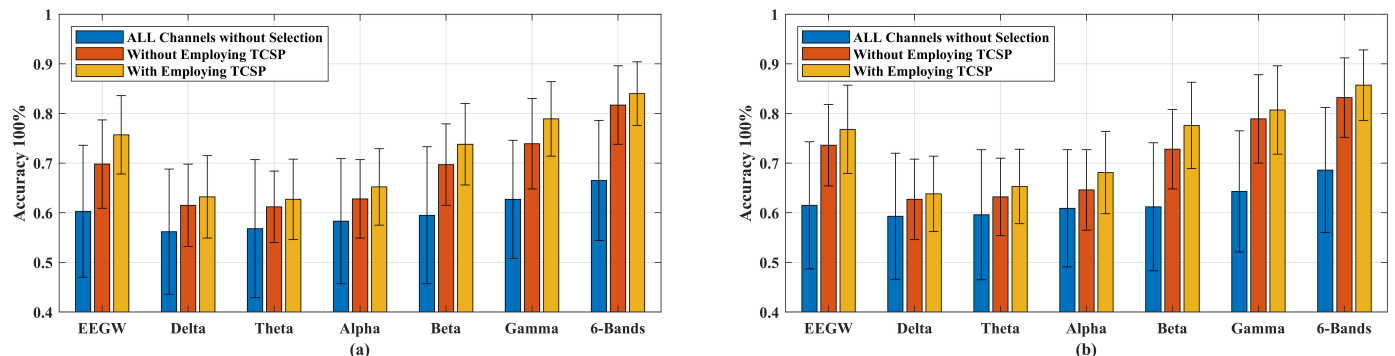 ALL Channels without Selection
Without Employing TCSP
With Employing TCSP
Accuracy 100%
1
0.9
0.8
0.7
0.6
0.5
0.4
EEGW Delta Theta Alpha Beta Gamma 6-Bands
(a)
ALL Channels without Selection
Without Employing TCSP
With Employing TCSP
Accuracy 100%
1
0.9
0.8
0.7
0.6
0.5
0.4
EEGW Delta Theta Alpha Beta Gamma 6-Bands
(b)